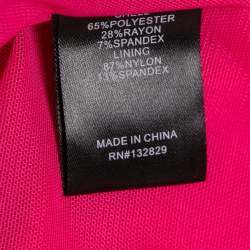 65%POLYESTER
28%RAYON
7%SPANDEX
LINING
87%NYLON
13%SPANDEX
MADE IN CHINA
RN#132829